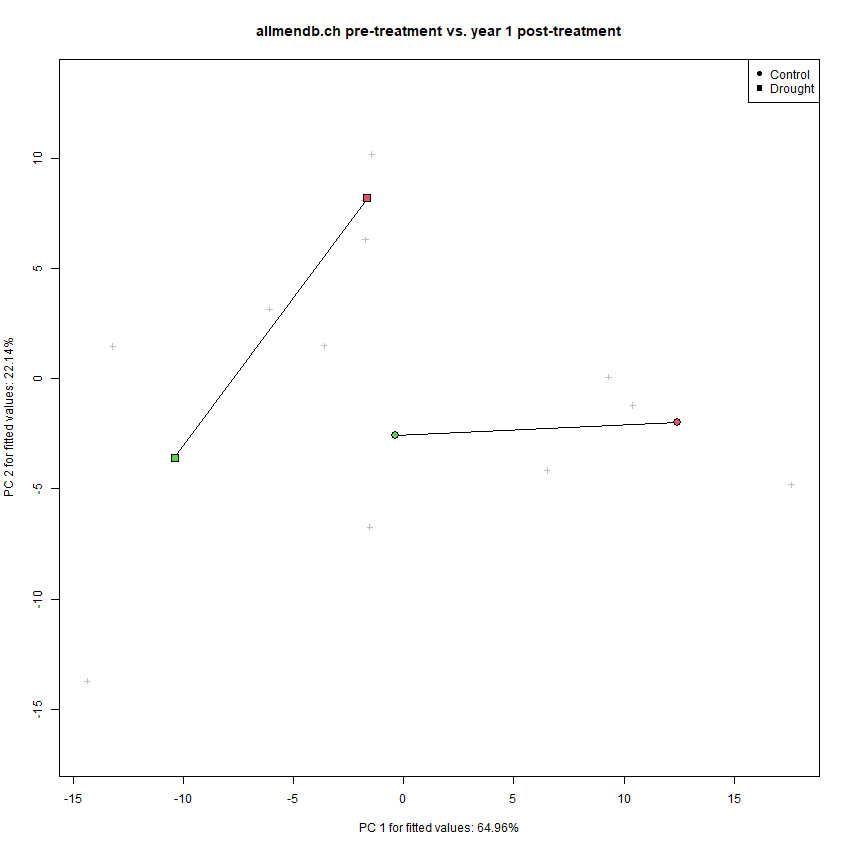 allmendb.ch pre-treatment vs. year 1 post-treatment
Control
Drought
10
5
0
-5
-10
-15
PC 2 for fitted values: 22.14%
-15
-10
-5
0
5
10
15
PC 1 for fitted values: 64.96%